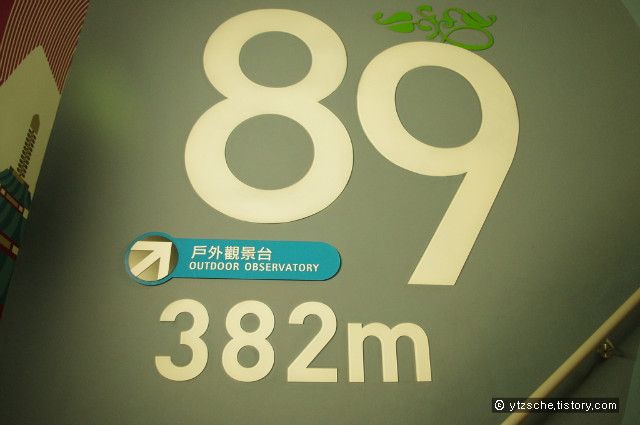 89
戶外觀景台
OUTDOOR OBSERVATORY
382m
© ytzsche.tistory.com